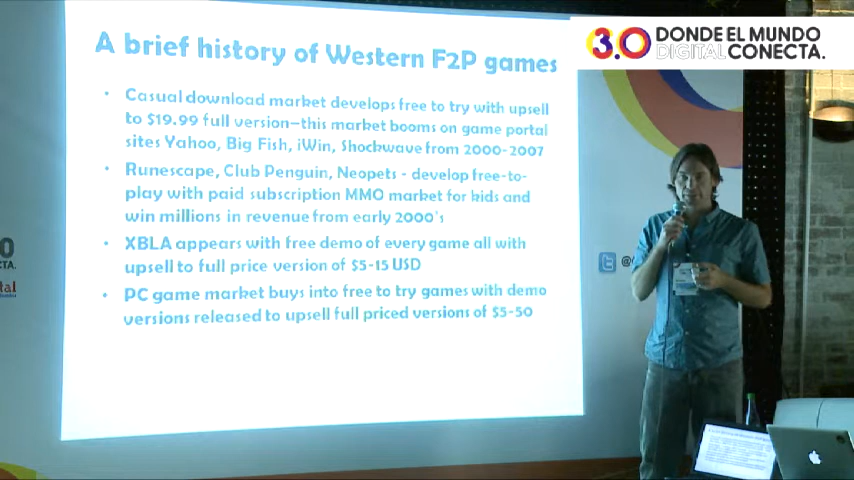 A brief history of Western F2P games
• Casual download market develops free to try with upsell
to $19.99 full version—this market booms on game portal
sites Yahoo, Big Fish, iWin, Shockwave from 2000-2007
• Runescape, Club Penguin, Neopets - develop free-to-
play with paid subscription MMO market for kids and
win millions in revenue from early 2000's
• XBLA appears with free demo of every game all with
upsell to full price version of $5-15 USD
• PC game market buys into free to try games with demo
versions released to upsell full priced versions of $5-50
3.0 DONDE EL MUNDO
DIGITAL CONECTA.
@